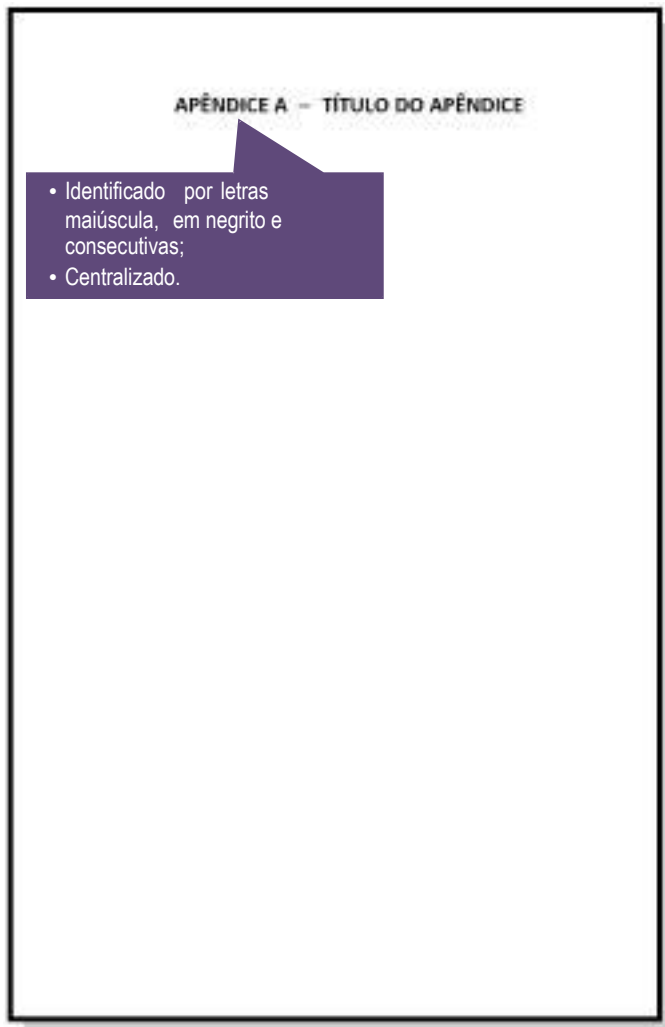 APÊNDICE A – TÍTULO DO APÊNDICE
• Identificado por letras
maiúscula, em negrito e
consecutivas;
• Centralizado.